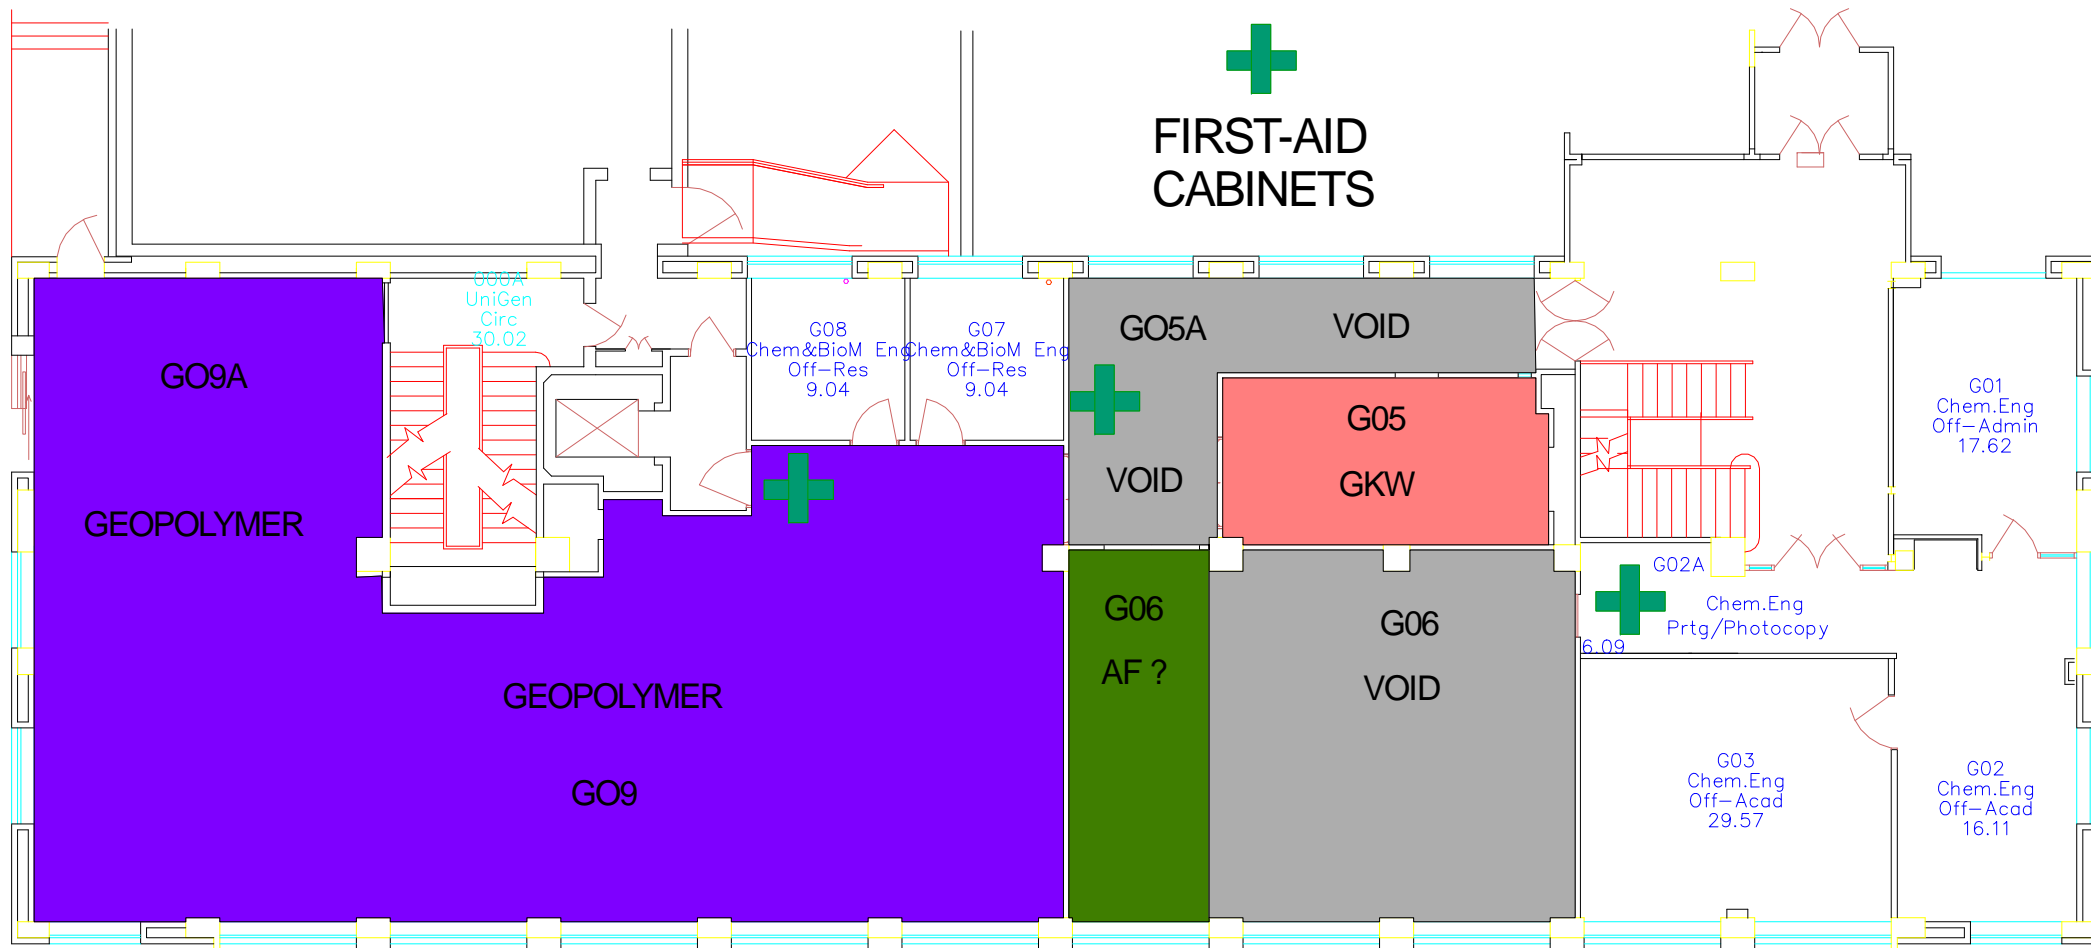 FIRST-AID
CABINETS
G00A
UniGen
Circ
30.02
GO9A
GEOPOLYMER
G08
Chem&BioM Eng
Off-Res
9.04
G07
Chem&BioM Eng
Off-Res
9.04
GO5A
VOID
VOID
G05
GKW
G01
Chem.Eng
Off-Admin
17.62
G02A
Chem.Eng
Prtg/Photocopy
6.09
G06
AF ?
G06
VOID
GEOPOLYMER
GO9
G03
Chem.Eng
Off-Acad
29.57
G02
Chem.Eng
Off-Acad
16.11